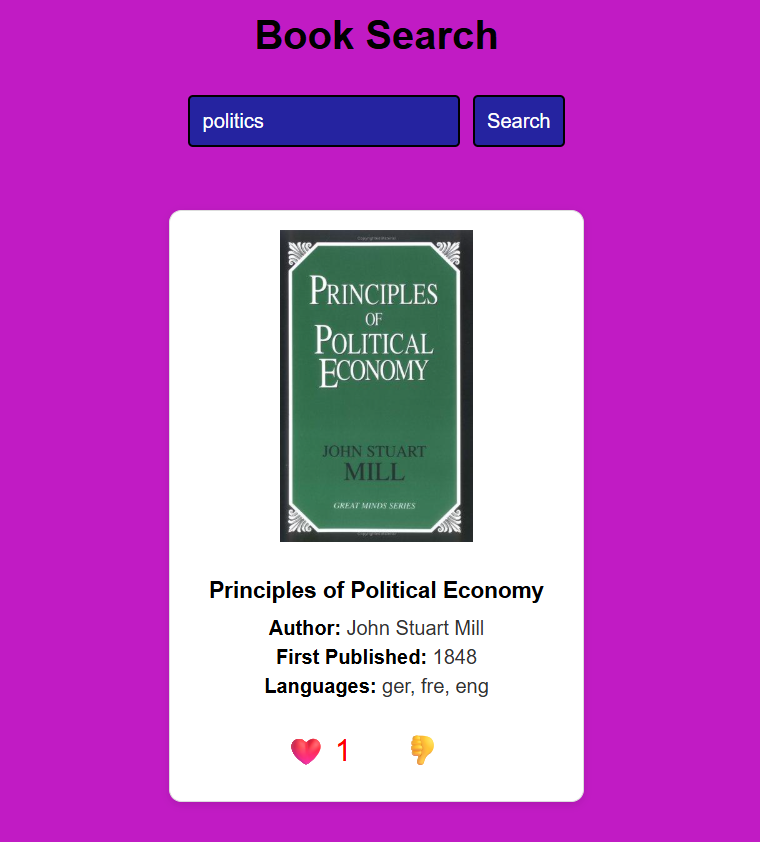 Book Search
politics
Search
PRINCIPLES
OF
POLITICAL
ECONOMY
JOHN STUART
MILL
GREAT MINDS SERIES
Principles of Political Economy
Author: John Stuart Mill
First Published: 1848
Languages: ger, fre, eng
1